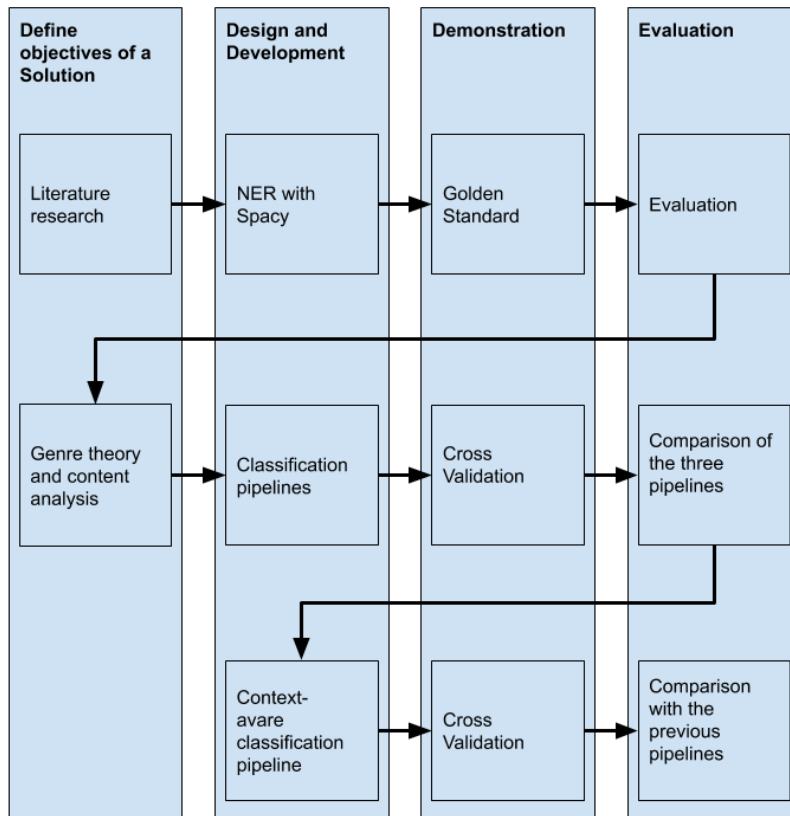 Define
objectives of a
Solution
Design and
Development
Demonstration
Evaluation
Literature
research
NER with
Spacy
Golden
Standard
Evaluation
Genre theory
and content
analysis
Classification
pipelines
Cross
Validation
Comparison of
the three
pipelines
Context-
avare
classification
pipeline
Cross
Validation
Comparison
with the
previous
pipelines